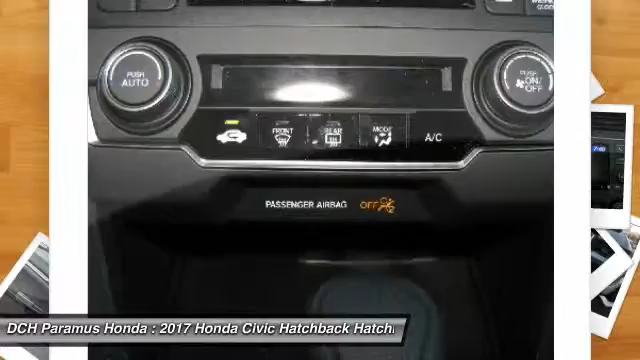 PUSH
AUTO
PUSH
ON/
OFF
FRONT
REAR
MODE
A/C
PASSENGER AIRBAG OFF
DCH Paramus Honda : 2017 Honda Civic Hatchback Hatch